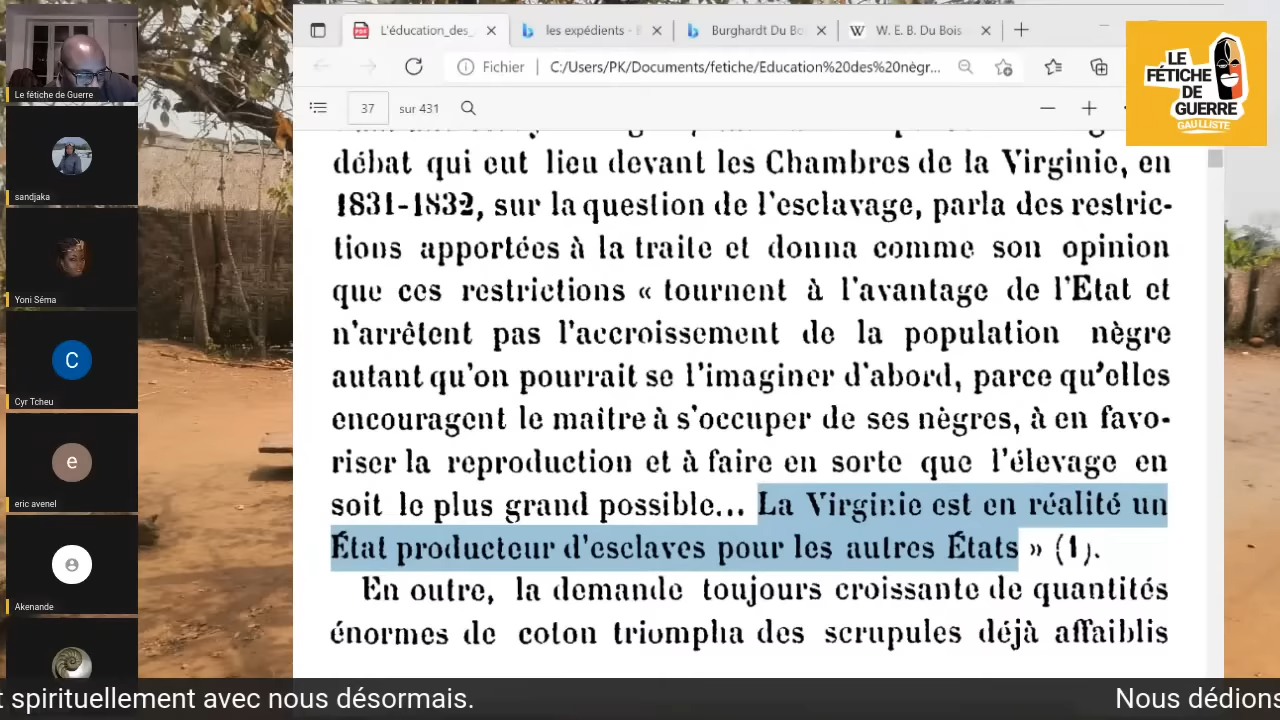 Le fétiche de Guerre
sandjaka
Yoni Séma
C
Cyr Tcheu
e
eric avenel
Akenande
L'éducation_des_
les expédients -
Burghardt Du Bo
W
W. E. B. Du Bois
Fichier
C:/Users/PK/Documents/fetiche/Education%20des%20nègr...
37
sur 431
débat qui eut lieu devant les Chambres de la Virginie, en
1831-1832, sur la question de l'esclavage, parla des restric-
tions apportées à la traite et donna comme son opinion
que ces restrictions « tournent à l'avantage de l'État et
n'arrêtent pas l'accroissement de la population nègre
autant qu'on pourrait se l'imaginer d'abord, parce qu'elles
encouragent le maître à s'occuper de ses nègres, à en favo-
riser la reproduction et à faire en sorte que l'élevage en
soit le plus grand possible... La Virginie est en réalité un
État producteur d'esclaves pour les autres États » (1).
En outre, la demande toujours croissante de quantités
énormes de coton triompha des scrupules déjà affaiblis
LE
FÉTICHE
DE
GUERRE
GAULLISTE
t spirituellement avec nous désormais.
Nous dédions